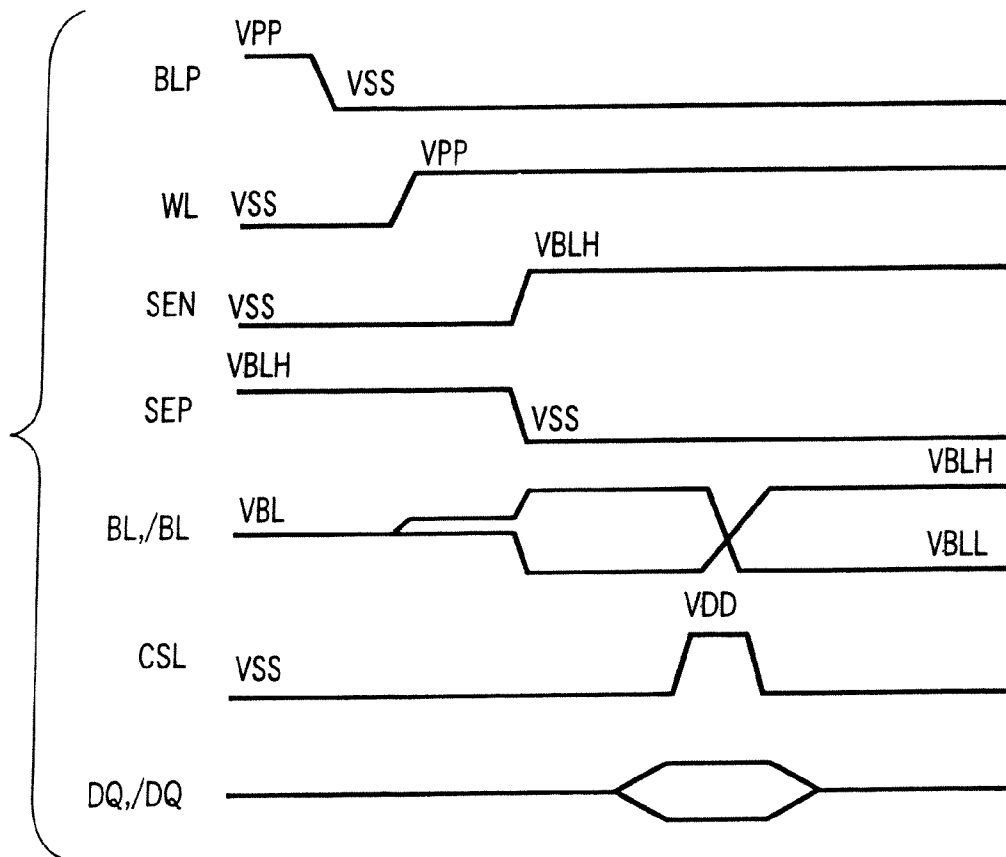 VPP
BLP VSS
VPP
WL VSS
VBLH
SEN VSS
VBLH
SEP VSS
VBLH
BL,/BL VBL
VBLL
VDD
CSL VSS
DQ,/DQ